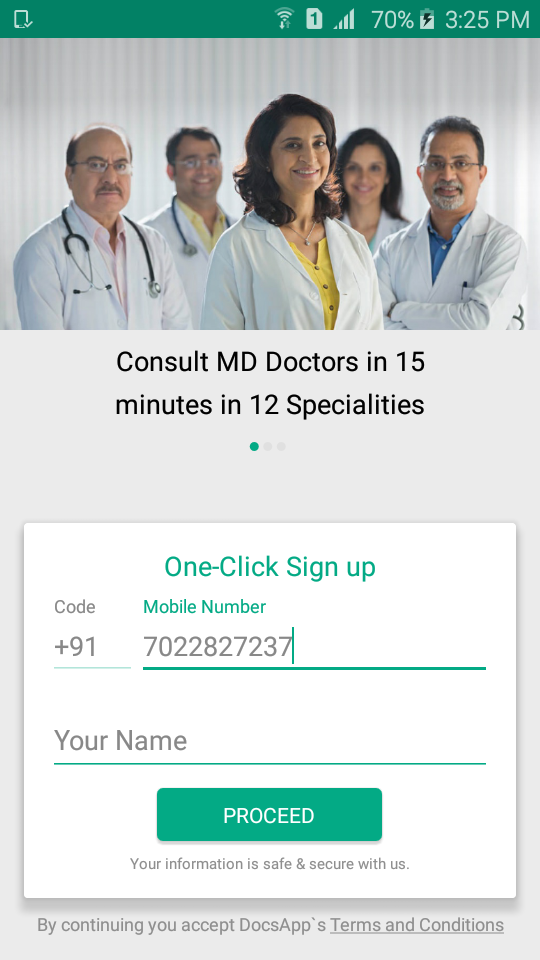 1 70% 3:25 PM
Consult MD Doctors in 15
minutes in 12 Specialities
One-Click Sign up
Code Mobile Number
+91 7022827237
Your Name
PROCEED
Your information is safe & secure with us.
By continuing you accept DocsApp`s Terms and Conditions